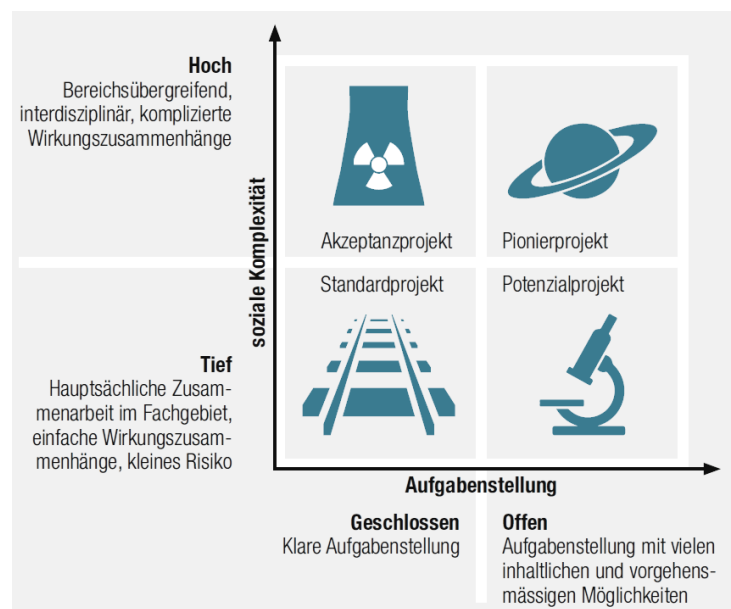 Hoch
Bereichsübergreifend,
interdisziplinär, komplizierte
Wirkungszusammenhänge
soziale Komplexität
Akzeptanzprojekt
Pionierprojekt
Standardprojekt
Potenzialprojekt
Tief
Hauptsächliche Zusam-
menarbeit im Fachgebiet,
einfache Wirkungszusam-
menhänge, kleines Risiko
Aufgabenstellung
Geschlossen
Klare Aufgabenstellung
Offen
Aufgabenstellung mit vielen
inhaltlichen und vorgehens-
mässigen Möglichkeiten